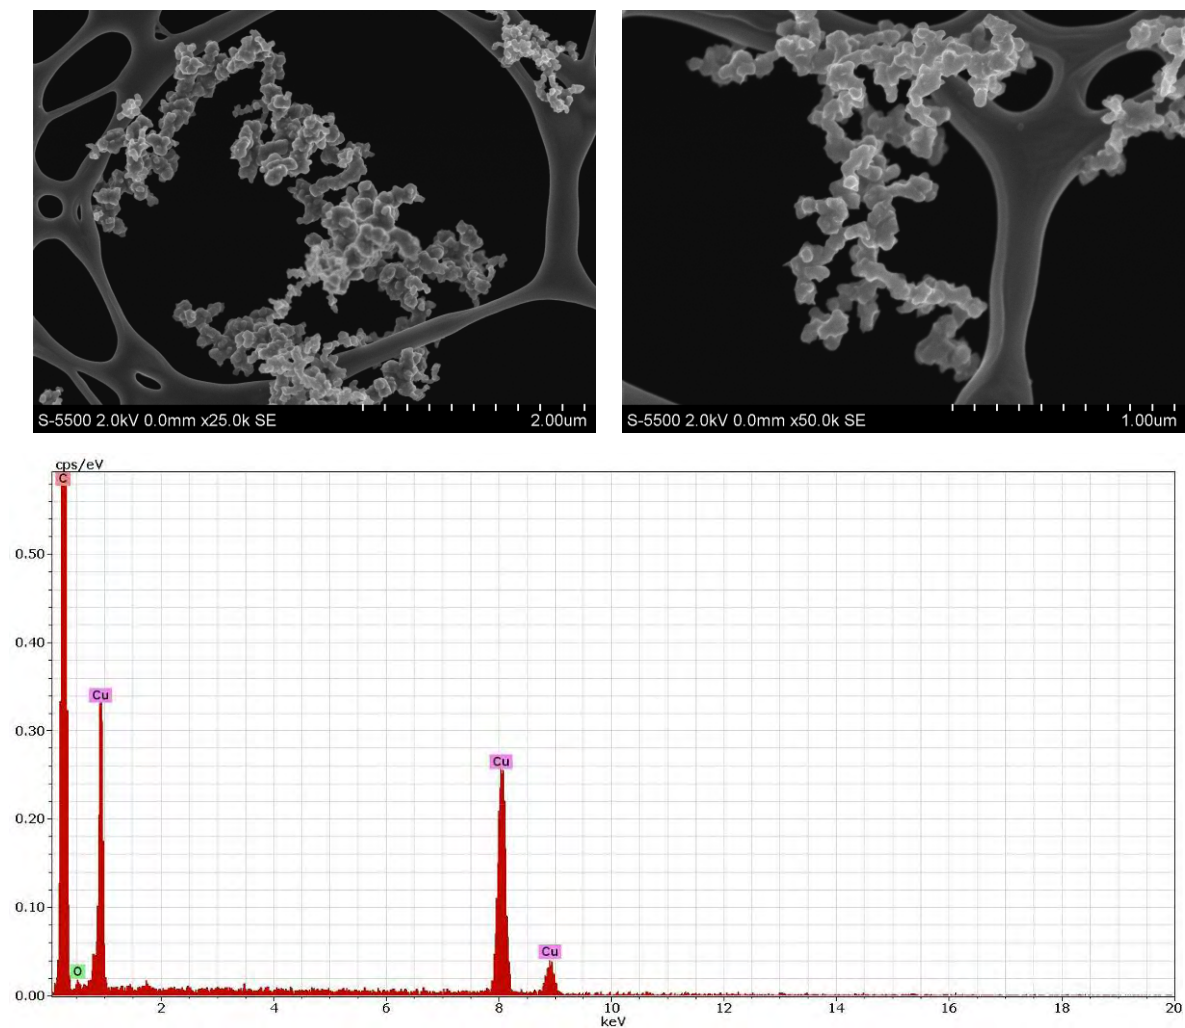 S-5500 2.0kV 0.0mm x25.0k SE 2.00um
S-5500 2.0kV 0.0mm x50.0k SE 1.00um
cps/eV
C
0.50
0.40
Cu
0.30
Cu
0.20
0.10
Cu
O
0.00
2 4 6 8 10 12 14 16 18 20
keV